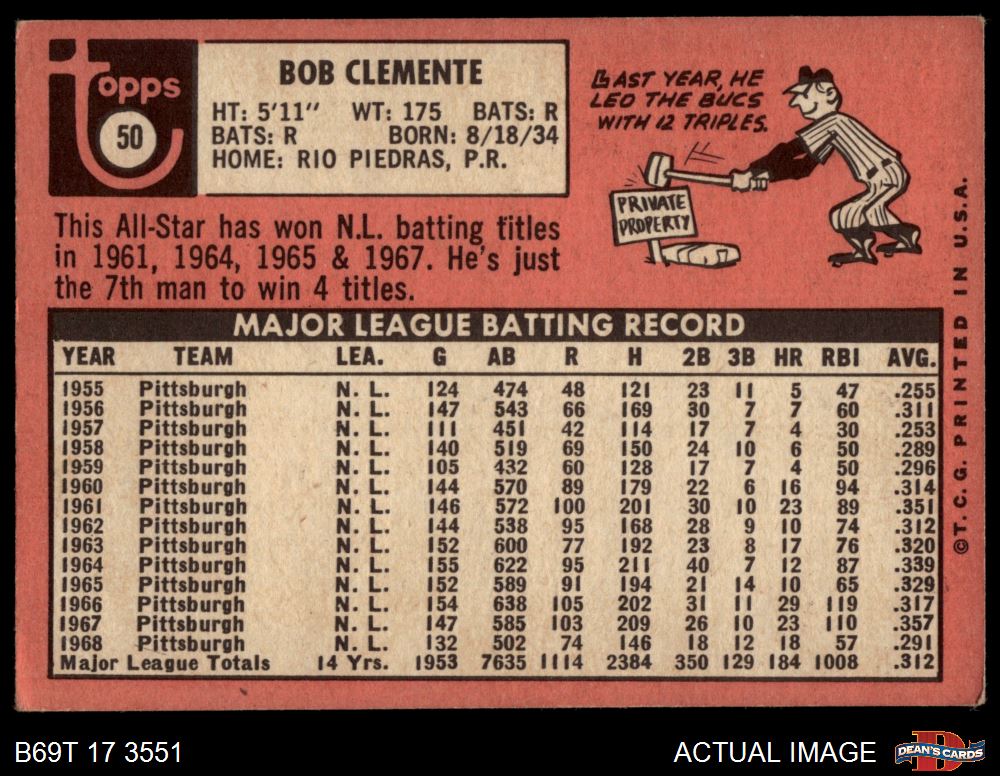 Topps
50
BOB CLEMENTE
HT: 5'11" WT: 175 BATS: R
BATS: R BORN: 8/18/34
HOME: RIO PIEDRAS, P.R.
LAST YEAR, HE
LED THE BUCS
WITH 12 TRIPLES.
PRIVATE
PROPERTY
This All-Star has won N.L. batting titles
in 1961, 1964, 1965 & 1967. He's just
the 7th man to win 4 titles.
MAJOR LEAGUE BATTING RECORD
YEAR TEAM LEA. G AB R H 2B 3B HR RBI AVG.
1955 Pittsburgh N. L. 124 474 48 121 23 11 5 47 .255
1956 Pittsburgh N. L. 147 543 66 169 30 7 7 60 .311
1957 Pittsburgh N. L. 111 451 42 114 17 7 4 30 .253
1958 Pittsburgh N. L. 140 519 69 150 24 10 6 50 .289
1959 Pittsburgh N. L. 105 432 60 128 17 7 4 50 .296
1960 Pittsburgh N. L. 144 570 89 179 22 6 16 94 .314
1961 Pittsburgh N. L. 146 572 100 201 30 10 23 89 .351
1962 Pittsburgh N. L. 144 538 95 168 28 9 10 74 .312
1963 Pittsburgh N. L. 152 600 77 192 23 8 17 76 .320
1964 Pittsburgh N. L. 155 622 95 211 40 7 12 87 .339
1965 Pittsburgh N. L. 152 589 91 194 21 14 10 65 .329
1966 Pittsburgh N. L. 154 638 105 202 31 11 29 119 .317
1967 Pittsburgh N. L. 147 585 103 209 26 10 23 110 .357
1968 Pittsburgh N. L. 132 502 74 146 18 12 18 57 .291
Major League Totals 14 Yrs. 1953 7635 1114 2384 350 129 184 1008 .312
©T. C. G. PRINTED IN U.S.A.
B69T 17 3551
ACTUAL IMAGE
D
DEAN'S CARDS